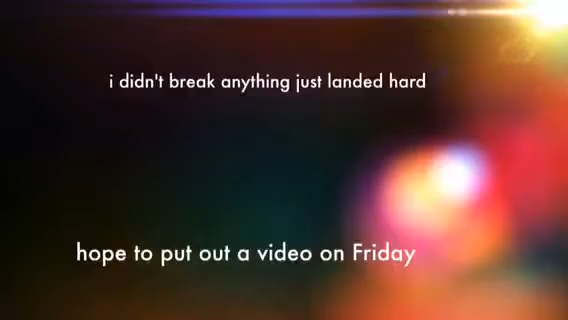 i didn't break anything just landed hard
hope to put out a video on Friday